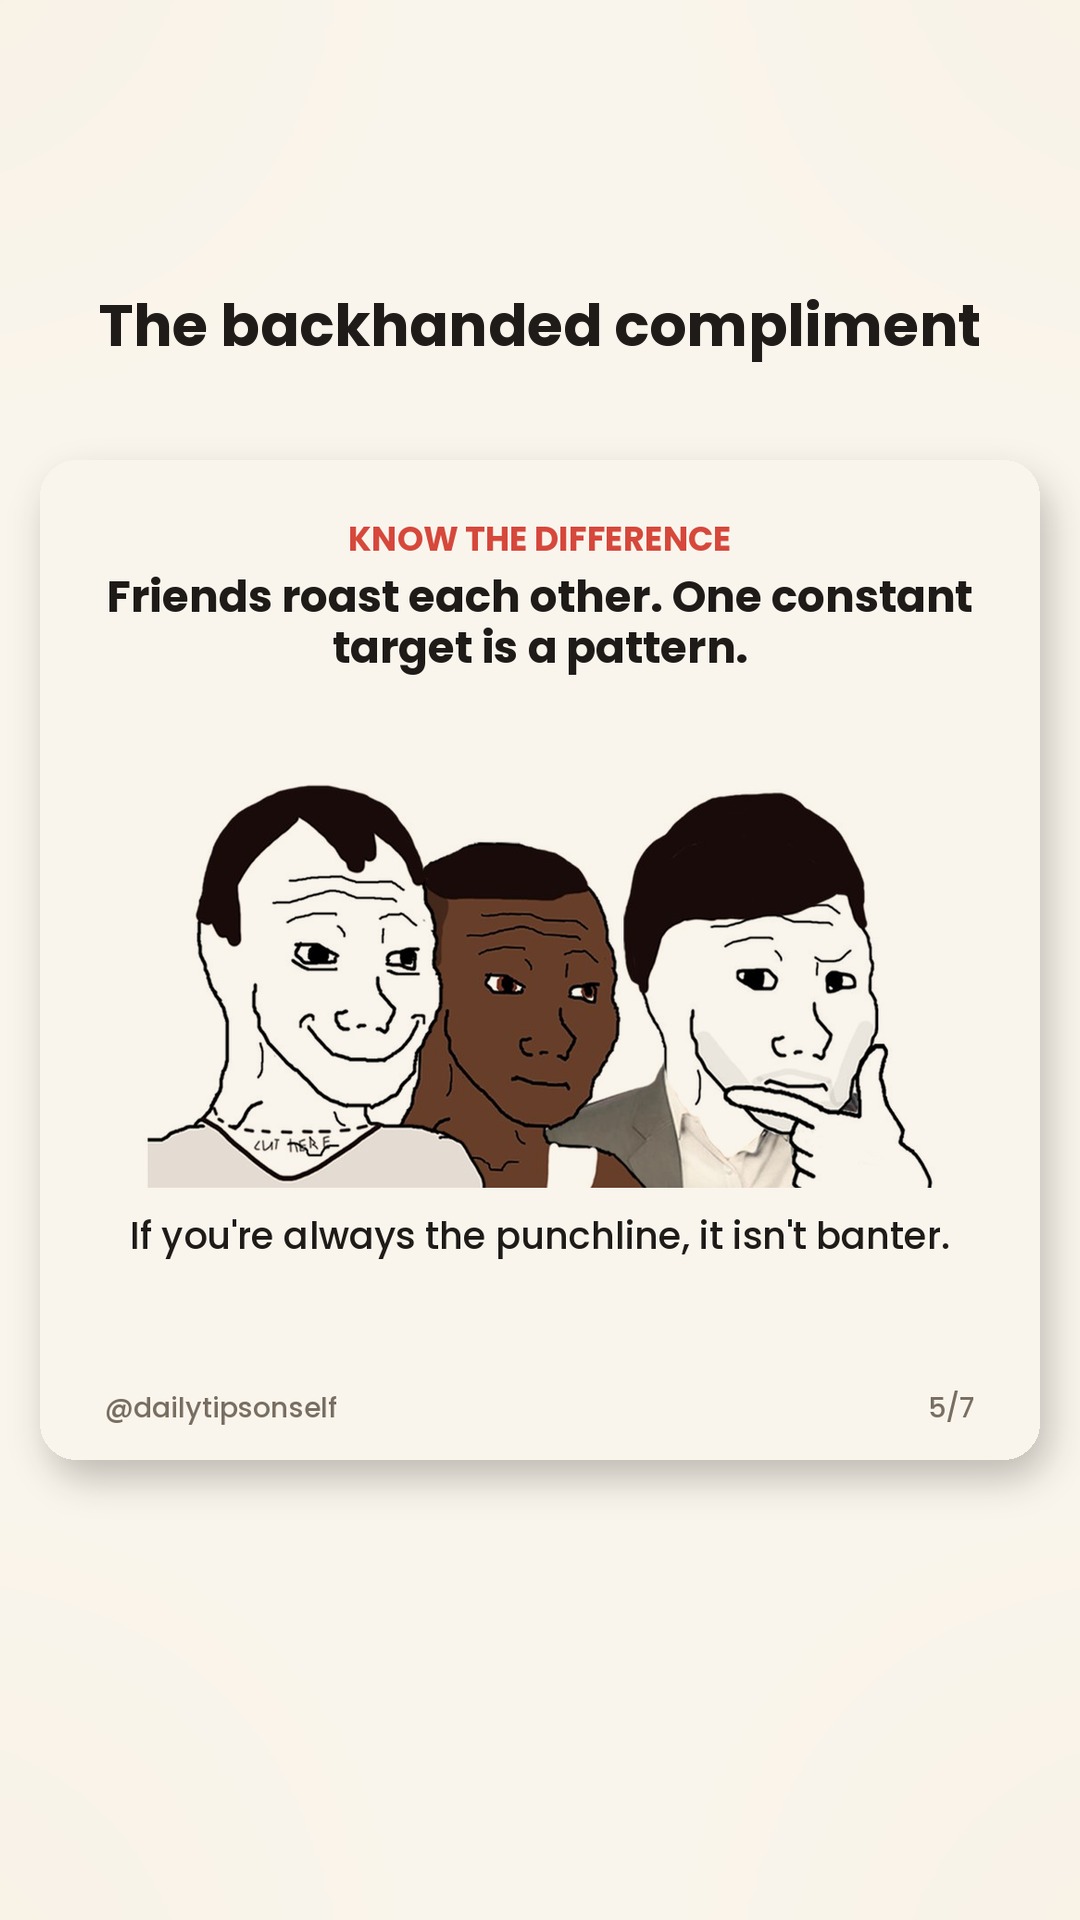 The backhanded compliment
KNOW THE DIFFERENCE
Friends roast each other. One constant
target is a pattern.
CUT HERE
If you're always the punchline, it isn't banter.
@dailytipsonself
5/7